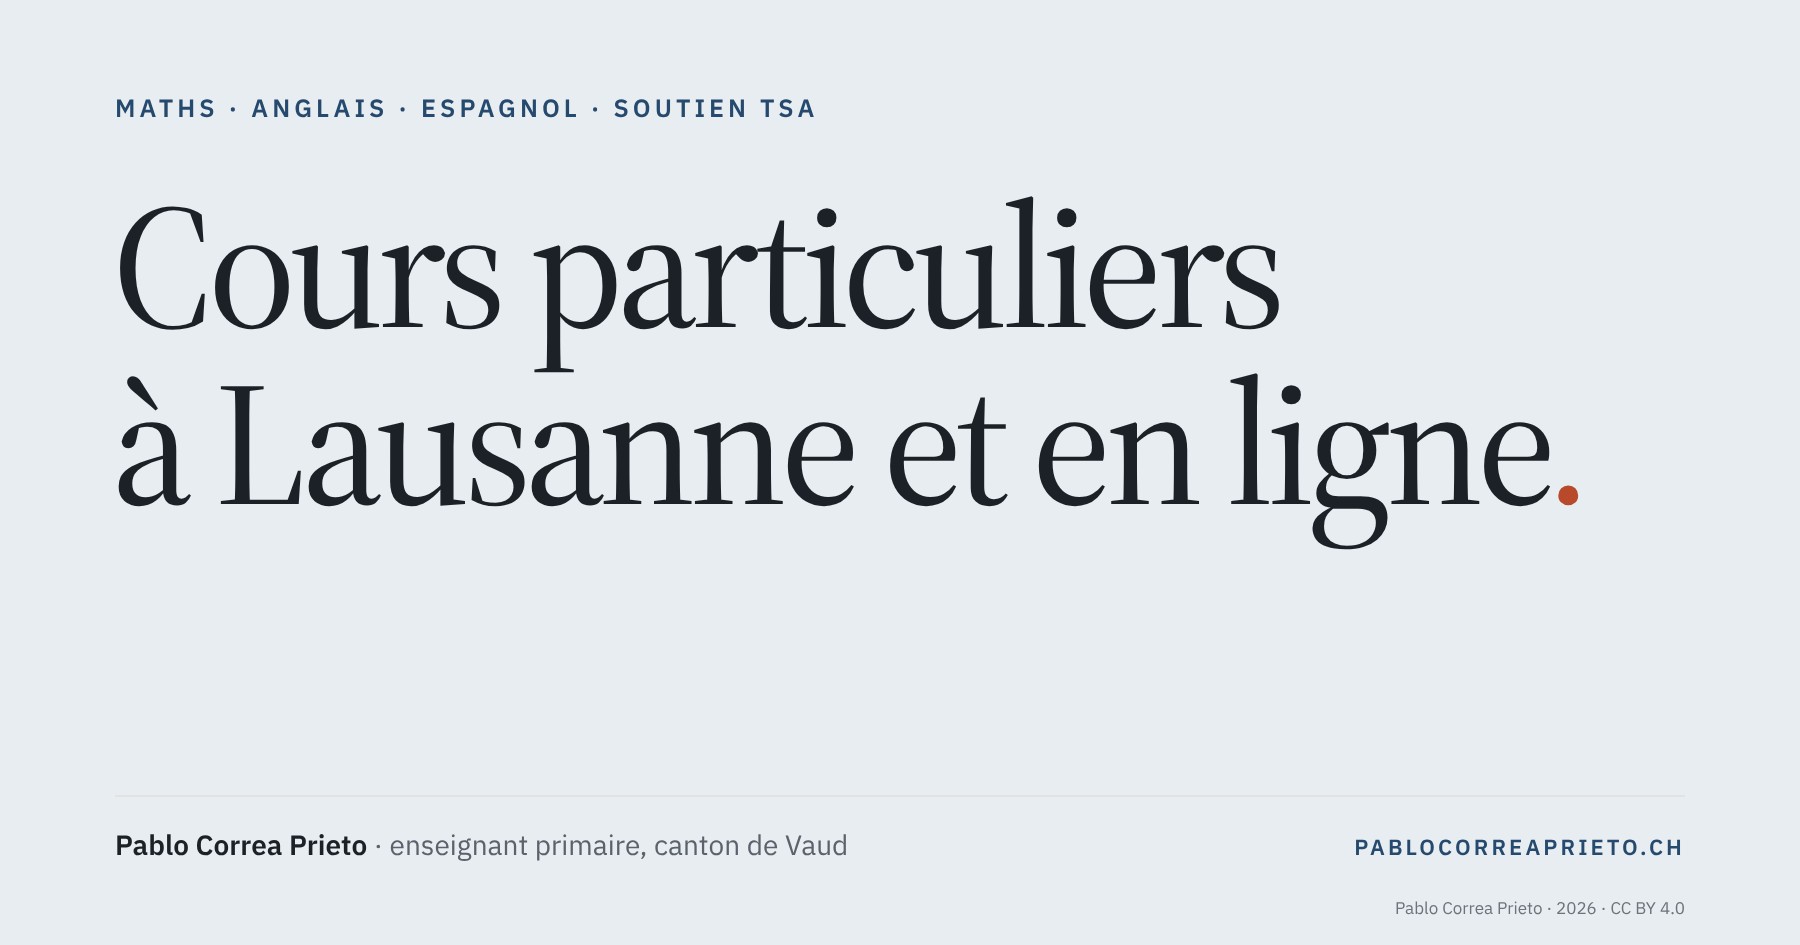 MATHS · ANGLAIS · ESPAGNOL · SOUTIEN TSA
Cours particuliers
à Lausanne et en ligne.
Pablo Correa Prieto · enseignant primaire, canton de Vaud
PABLOCORREAPRIETO.CH
Pablo Correa Prieto · 2026 · CC BY 4.0